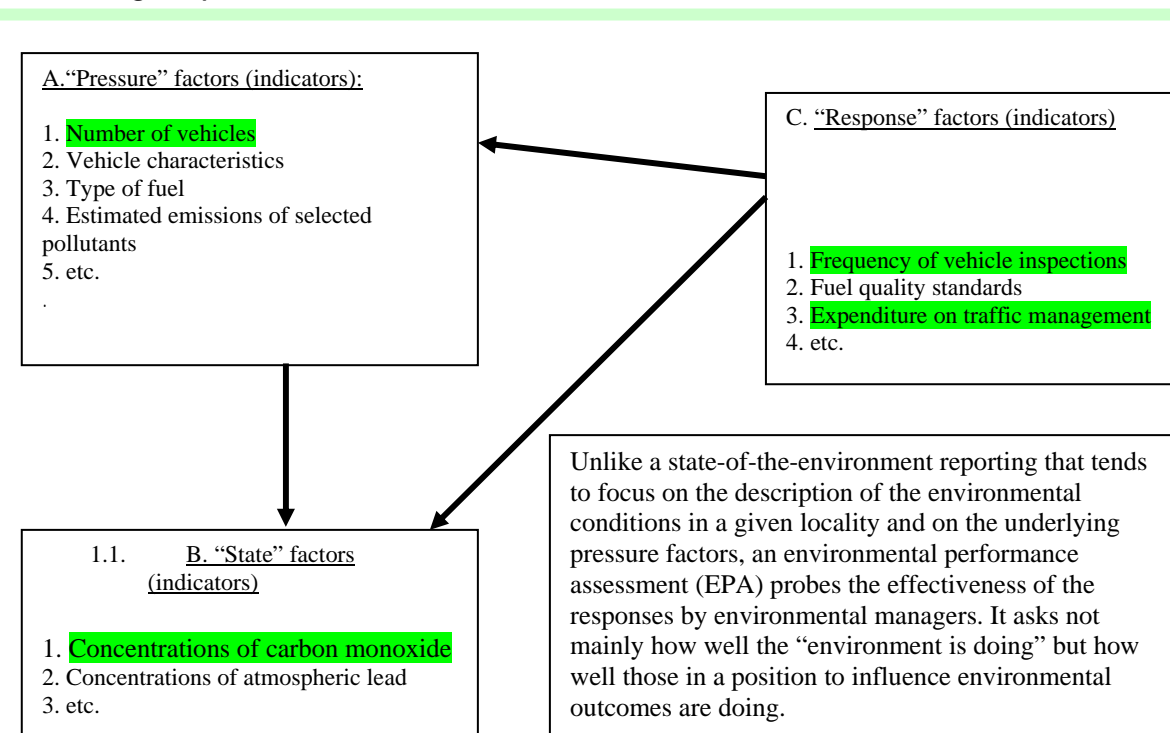 A.“Pressure” factors (indicators):
1. Number of vehicles
2. Vehicle characteristics
3. Type of fuel
4. Estimated emissions of selected
pollutants
5. etc.
.
C. “Response” factors (indicators)
1. Frequency of vehicle inspections
2. Fuel quality standards
3. Expenditure on traffic management
4. etc.
1.1. B. “State” factors
(indicators)
1. Concentrations of carbon monoxide
2. Concentrations of atmospheric lead
3. etc.
Unlike a state-of-the-environment reporting that tends
to focus on the description of the environmental
conditions in a given locality and on the underlying
pressure factors, an environmental performance
assessment (EPA) probes the effectiveness of the
responses by environmental managers. It asks not
mainly how well the “environment is doing” but how
well those in a position to influence environmental
outcomes are doing.